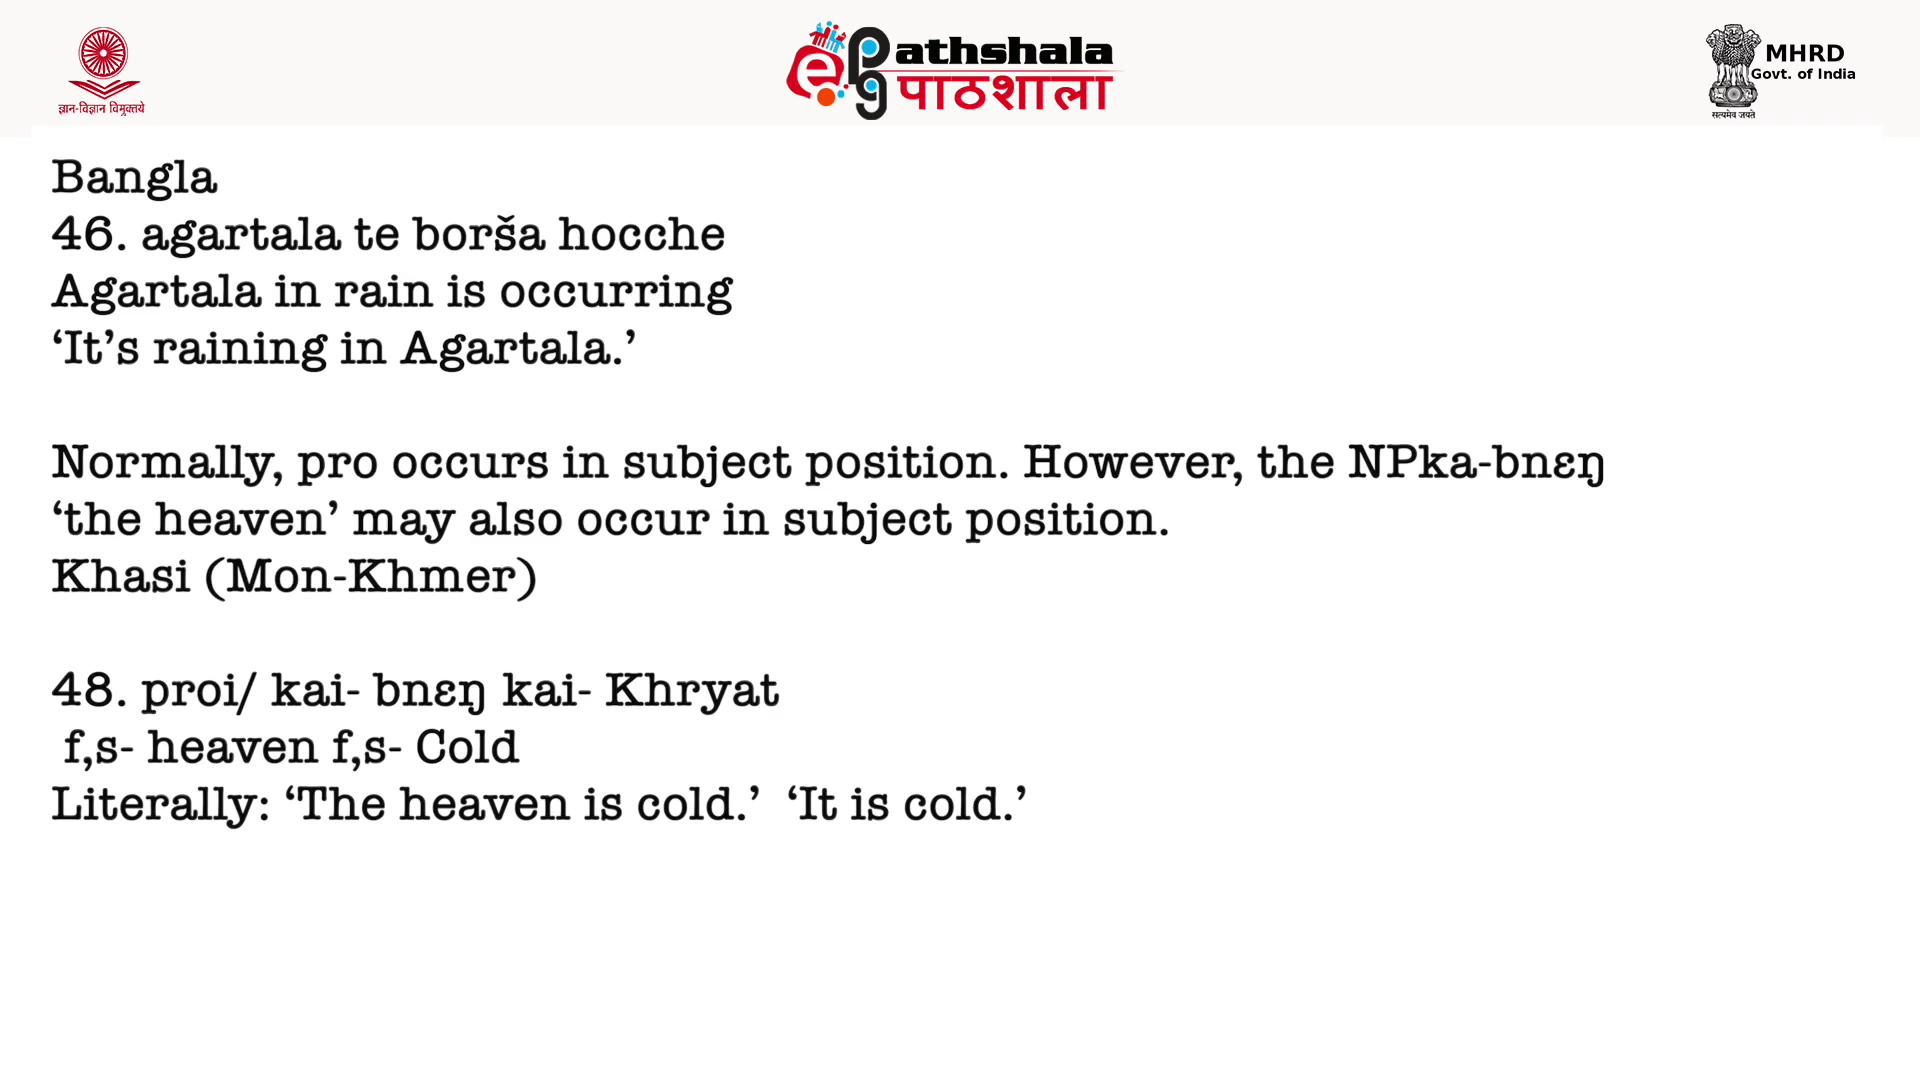 ज्ञान-विज्ञान विमुक्तये
e Pathshala
पाठशाला
MHRD
Govt. of India
सत्यमेव जयते
Bangla
46. agartala te borša hocche
Agartala in rain is occurring
‘It’s raining in Agartala.’
Normally, pro occurs in subject position. However, the NPka-bnɛŋ
‘the heaven’ may also occur in subject position.
Khasi (Mon-Khmer)
48. proi/ kai- bnɛŋ kai- Khryat
f,s- heaven f,s- Cold
Literally: ‘The heaven is cold.’ ‘It is cold.’